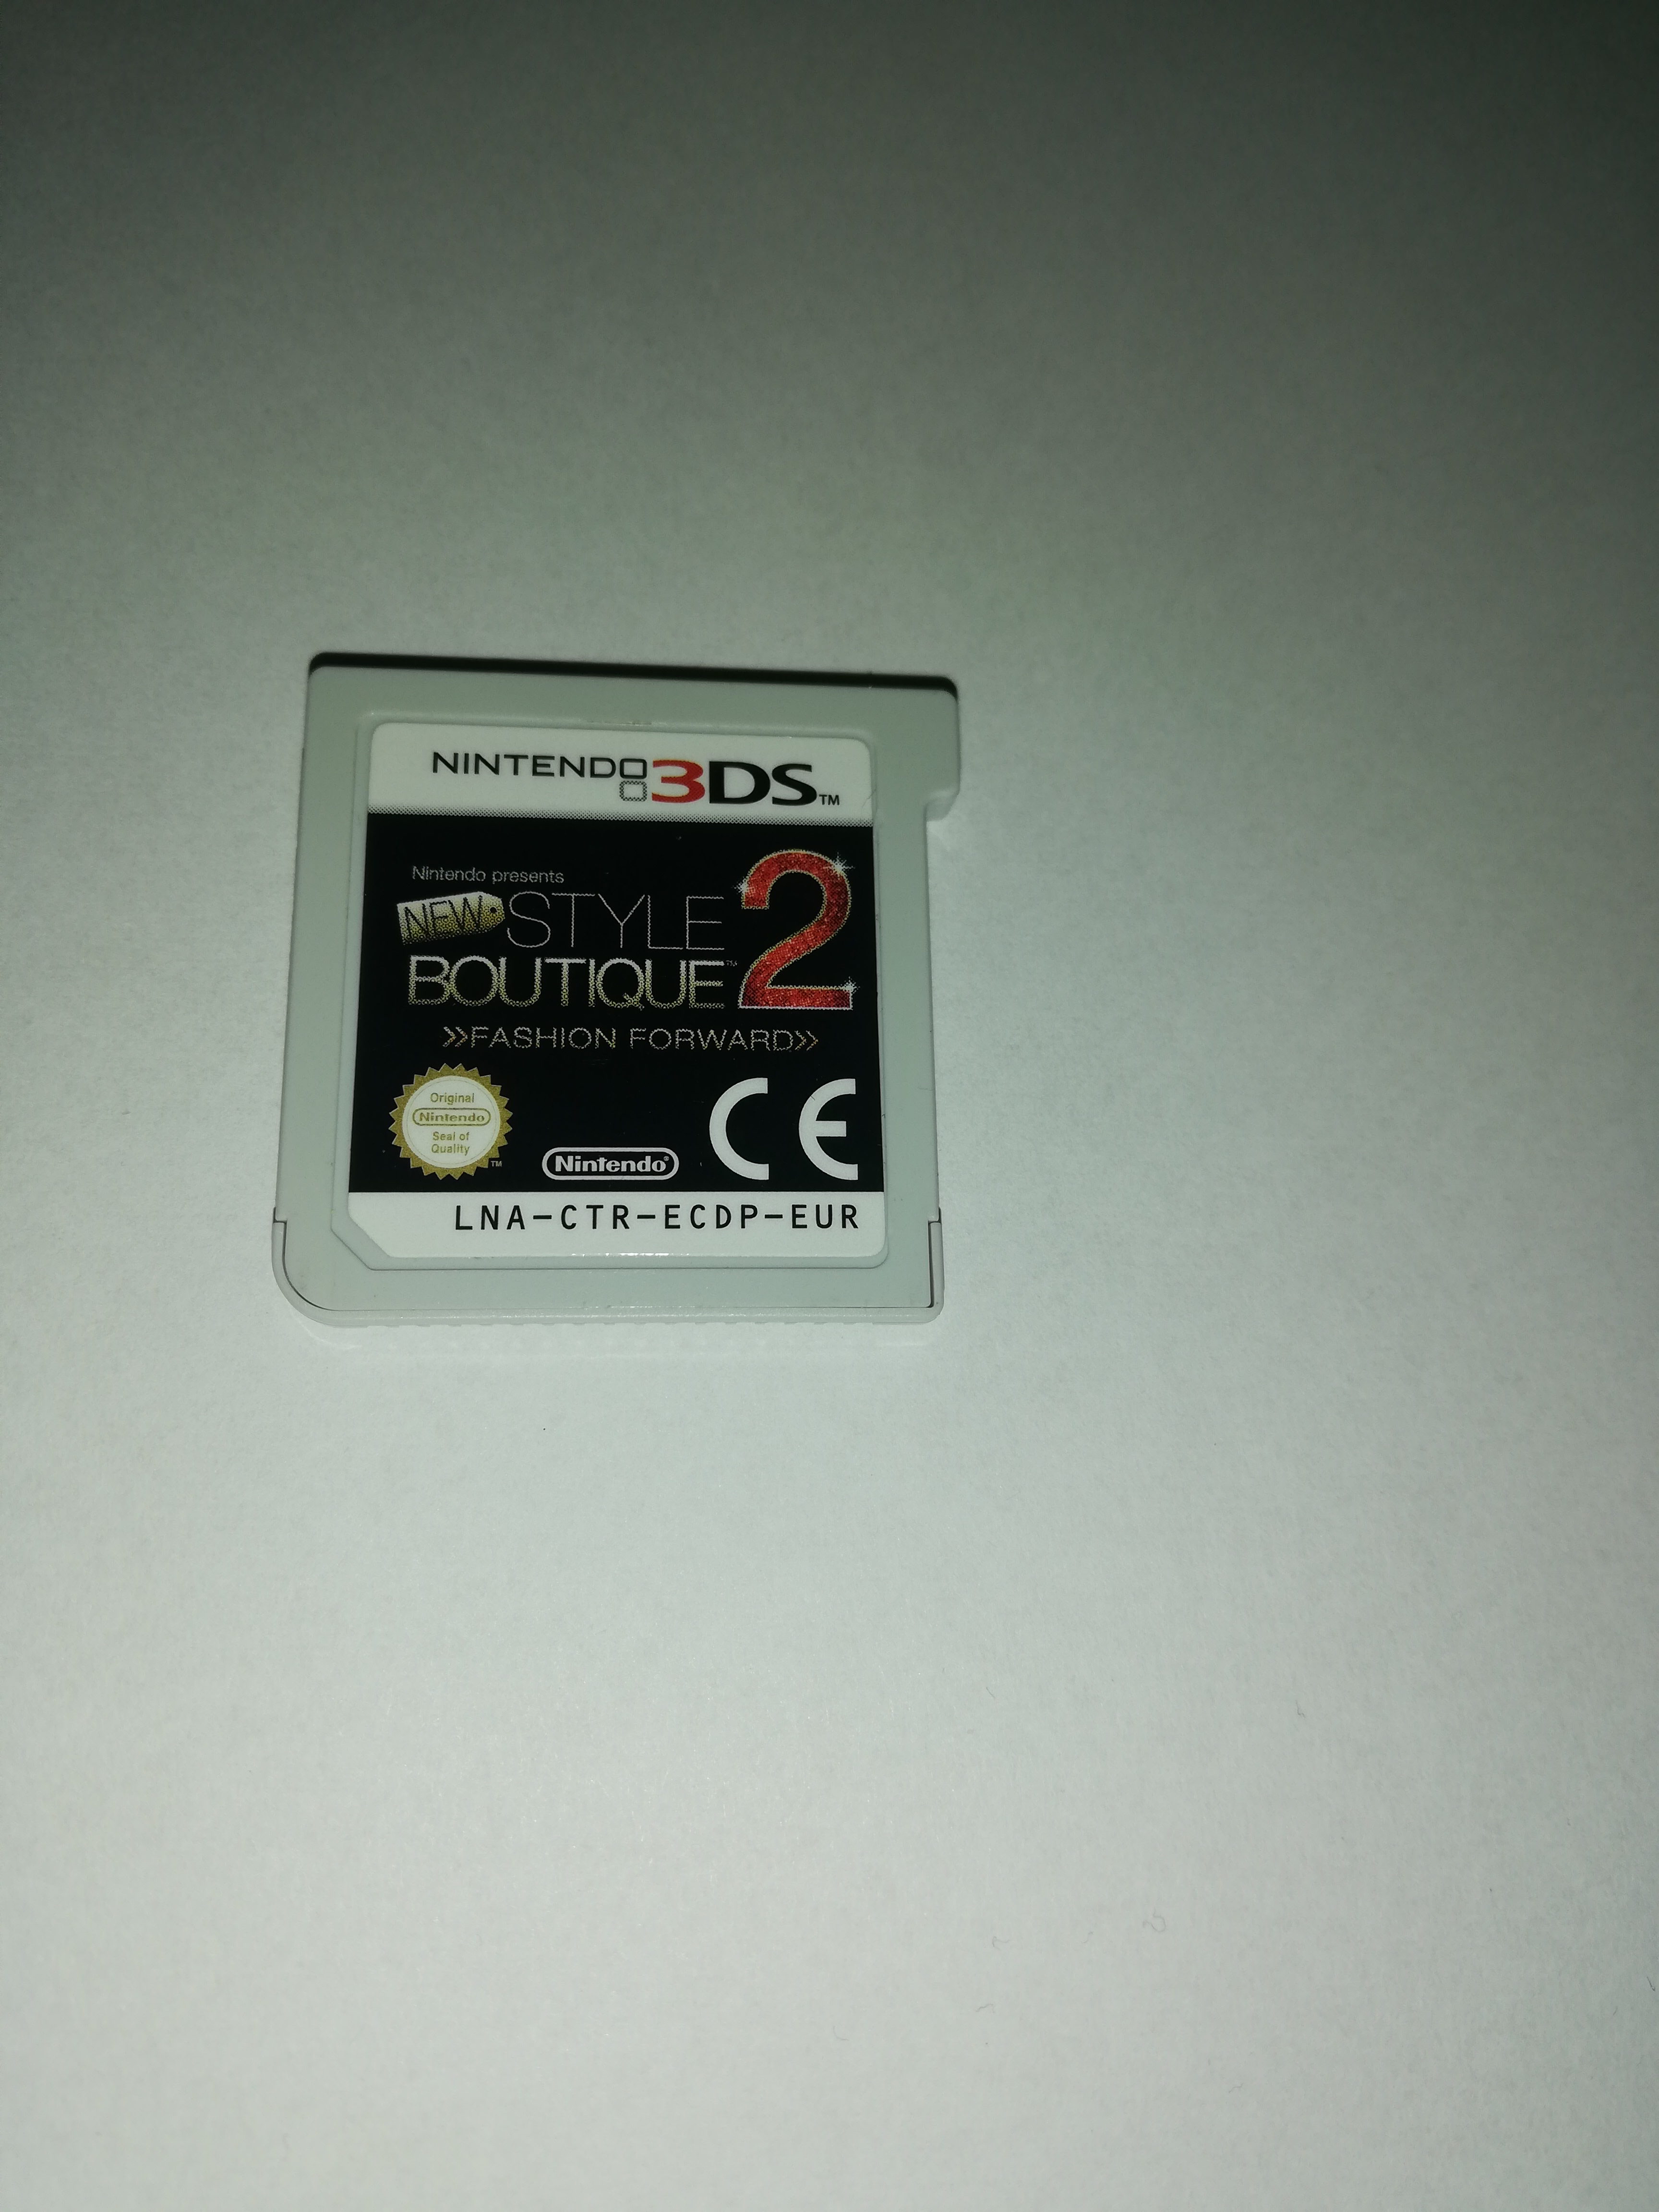 NINTENDO 3DS™
Nintendo presents
NEW STYLE
BOUTIQUE™ 2
»FASHION FORWARD»
Original
Nintendo
Seal of
Quality
™
Nintendo®
CE
LNA-CTR-ECDP-EUR